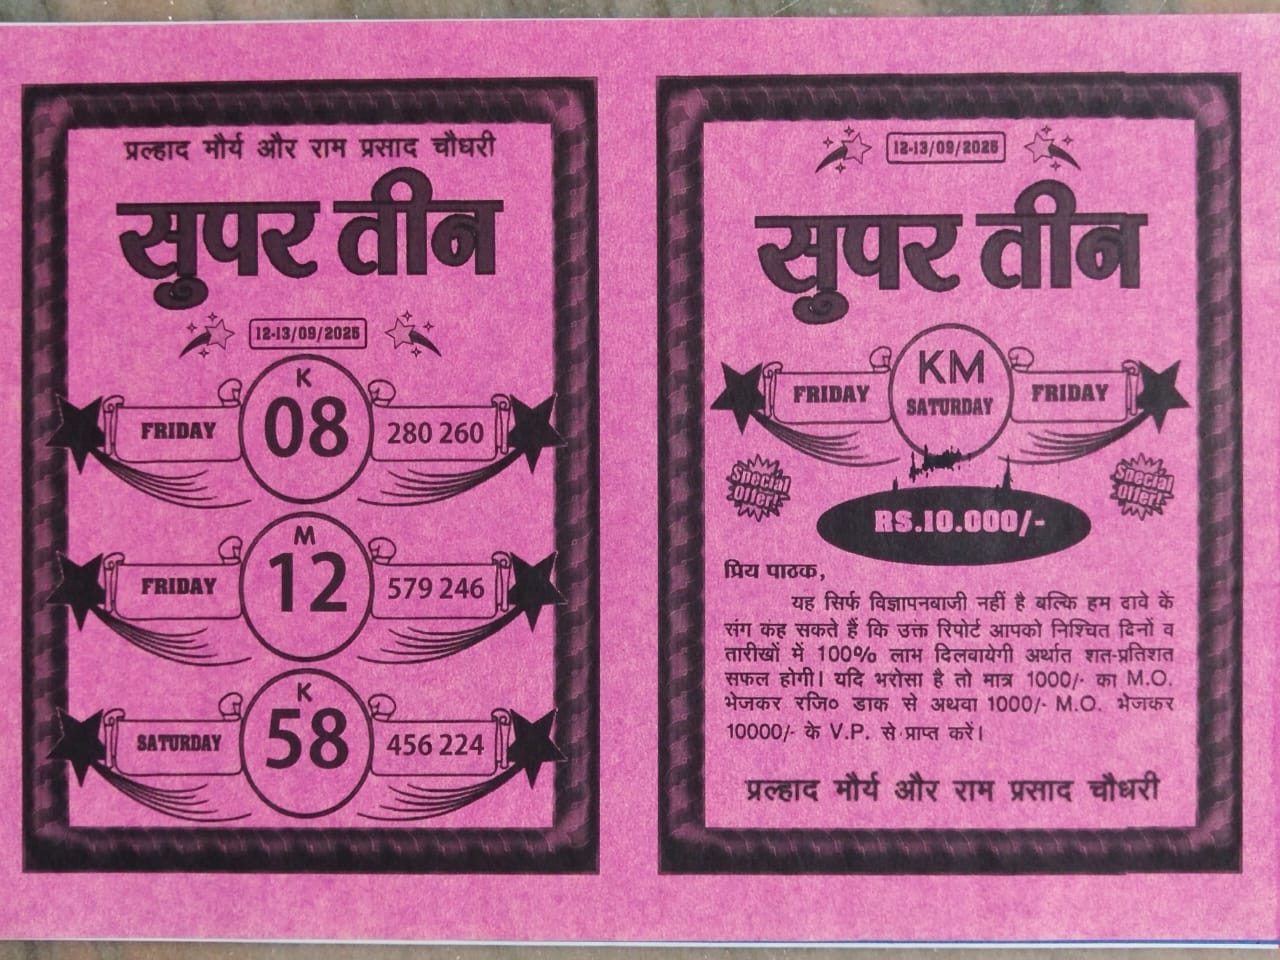 प्रल्हाद मौर्य और राम प्रसाद चौधरी
सुपर तीन
12-13/09/2025
K
FRIDAY 08 280 260
M
FRIDAY 12 579 246
K
SATURDAY 58 456 224
12-13/09/2025
सुपर तीन
KM
FRIDAY SATURDAY FRIDAY
Special Offer!
Special Offer!
RS.10.000/-
प्रिय पाठक,
यह सिर्फ विज्ञापनबाजी नहीं है बल्कि हम दावे के
संग कह सकते हैं कि उक्त रिपोर्ट आपको निश्चित दिनों व
तारीखों में 100% लाभ दिलवायेगी अर्थात शत-प्रतिशत
सफल होगी। यदि भरोसा है तो मात्र 1000/- का M.O.
भेजकर रजि० डाक से अथवा 1000/- M.O. भेजकर
10000/- के V.P. से प्राप्त करें।
प्रल्हाद मौर्य और राम प्रसाद चौधरी